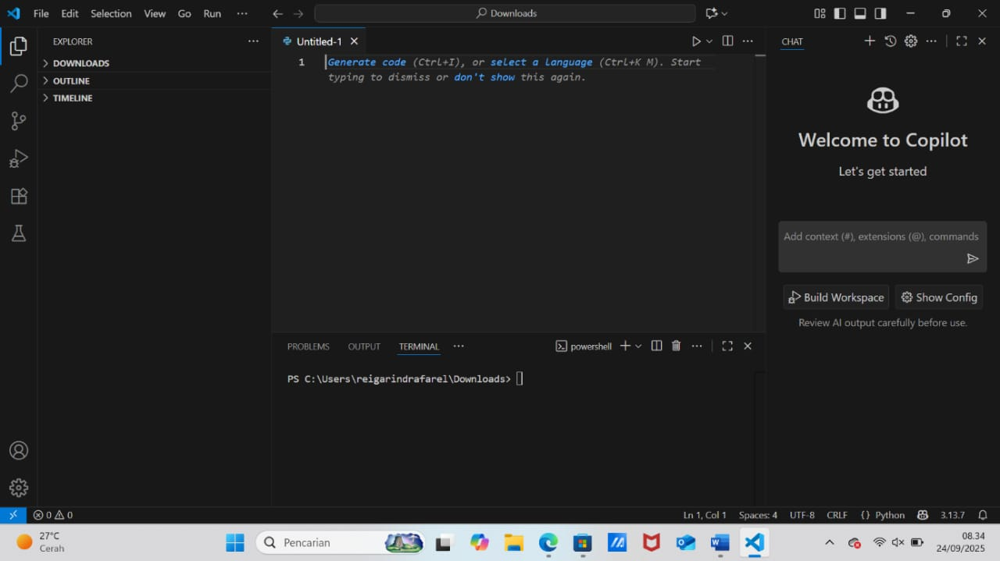 File Edit Selection View Go Run ···
Downloads
EXPLORER ···
DOWNLOADS
OUTLINE
TIMELINE
Untitled-1
1
Generate code (Ctrl+I), or select a language (Ctrl+K M). Start
typing to dismiss or don't show this again.
PROBLEMS OUTPUT TERMINAL ···
powershell
PS C:\Users\reigarindrafarel\Downloads>
CHAT
Welcome to Copilot
Let's get started
Add context (#), extensions (@), commands
Build Workspace Show Config
Review AI output carefully before use.
0 0
Ln 1, Col 1 Spaces: 4 UTF-8 CRLF {} Python 3.13.7
27°C
Cerah
Pencarian
08.34
24/09/2025